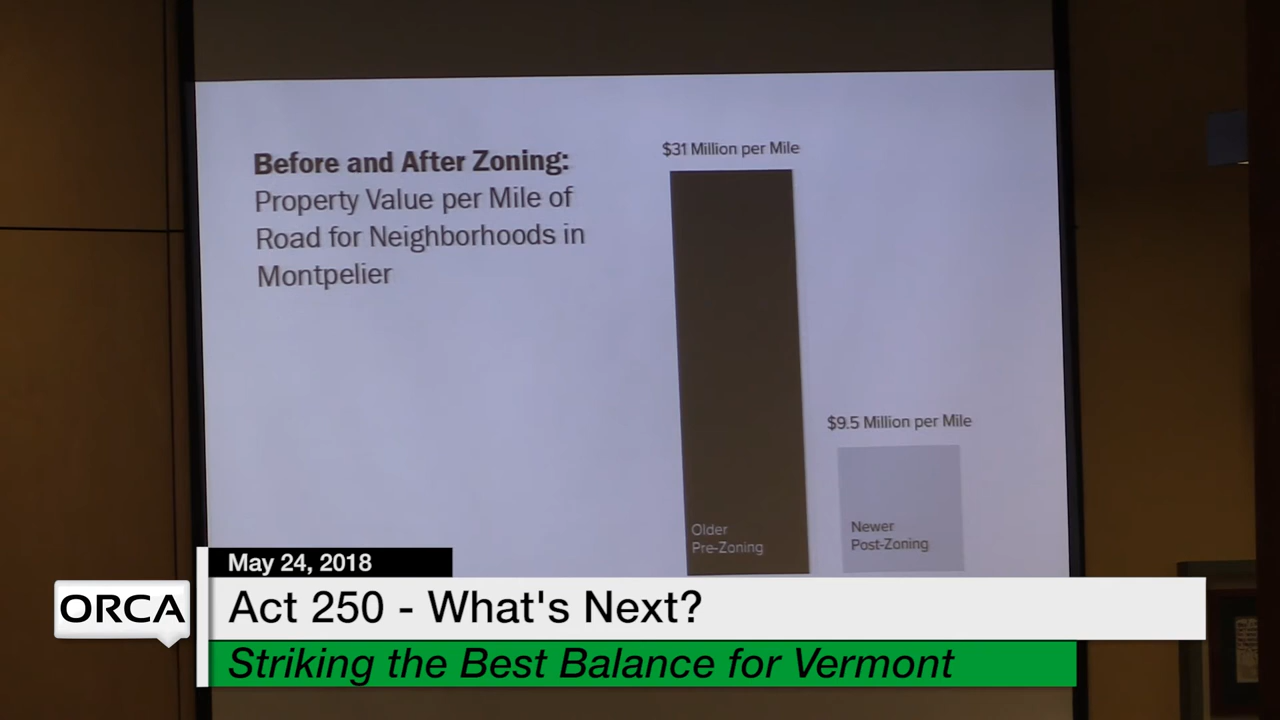 Before and After Zoning:
Property Value per Mile of
Road for Neighborhoods in
Montpelier
$31 Million per Mile
$9.5 Million per Mile
Older
Pre-Zoning
Newer
Post-Zoning
May 24, 2018
ORCA
Act 250 - What's Next?
Striking the Best Balance for Vermont